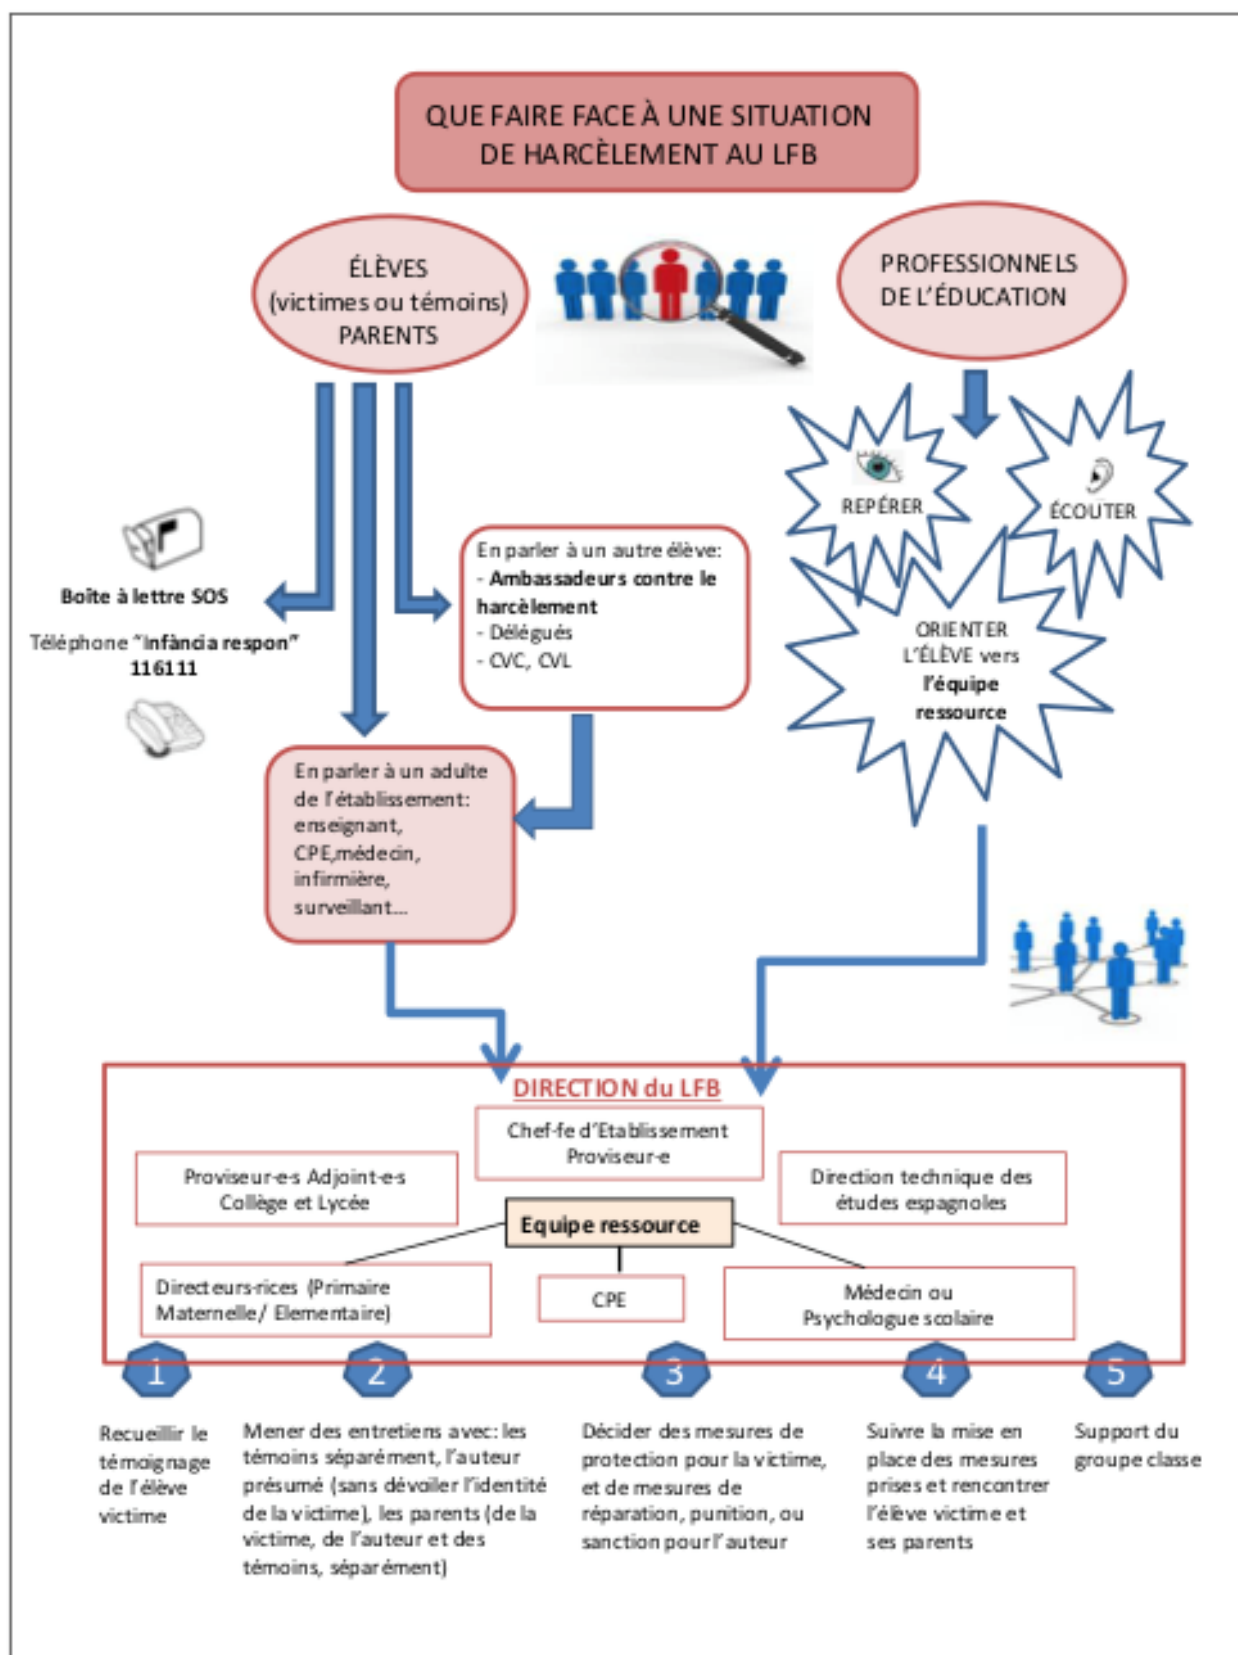 QUE FAIRE FACE À UNE SITUATION
DE HARCÈLEMENT AU LFB
ÉLÈVES
(victimes ou témoins)
PARENTS
PROFESSIONNELS
DE L'ÉDUCATION
REPÉRER
ÉCOUTER
Boîte à lettre SOS
Téléphone "Infància respon"
116111
En parler à un autre élève:
- Ambassadeurs contre le
harcèlement
- Délégués
- CVC, CVL
ORIENTER
L'ÉLÈVE vers
l'équipe
ressource
En parler à un adulte
de l'établissement:
enseignant,
CPE,médecin,
infirmière,
surveillant...
DIRECTION du LFB
Chef-fe d'Etablissement
Proviseur-e
Proviseur-e-s Adjoint-e-s
Collège et Lycée
Direction technique des
études espagnoles
Equipe ressource
Directeurs-rices (Primaire
Maternelle/ Elementaire)
CPE
Médecin ou
Psychologue scolaire
1
Recueillir le
témoignage
de l'élève
victime
2
Mener des entretiens avec: les
témoins séparément, l'auteur
présumé (sans dévoiler l'identité
de la victime), les parents (de la
victime, de l'auteur et des
témoins, séparément)
3
Décider des mesures de
protection pour la victime,
et de mesures de
réparation, punition, ou
sanction pour l'auteur
4
Suivre la mise en
place des mesures
prises et rencontrer
l'élève victime et
ses parents
5
Support du
groupe classe